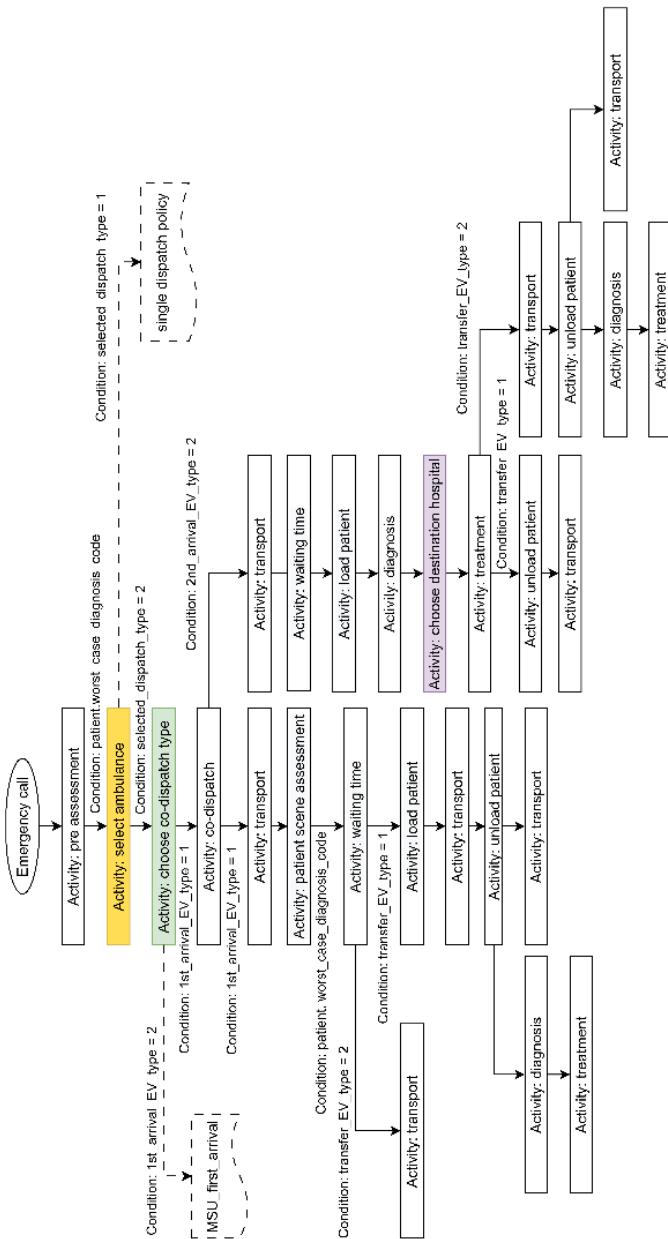 Emergency call
Activity: pre assessment
Condition: patient.worst_case_diagnosis_code
Activity: select ambulance
Condition: selected_dispatch_type = 1
single dispatch policy
Condition: selected_dispatch_type = 2
Activity: choose co-dispatch type
Condition: 1st_arrival_EV_type = 2
MSU_first_arrival
Condition: 1st_arrival_EV_type = 1
Activity: co-dispatch
Condition: 1st_arrival_EV_type = 1
Condition: 2nd_arrival_EV_type = 2
Activity: transport
Activity: patient scene assessment
Condition: patient. worst_case_diagnosis_code
Activity: waiting time
Condition: transfer_EV_type = 2
Activity: transport
Condition: transfer_EV_type = 1
Activity: load patient
Activity: transport
Activity: unload patient
Activity: transport
Activity: diagnosis
Activity: treatment
Activity: transport
Activity: waiting time
Activity: load patient
Activity: diagnosis
Activity: choose destination hospital
Activity: treatment
Condition: transfer_EV_type = 1
Activity: unload patient
Activity: transport
Condition: transfer_EV_type = 2
Activity: transport
Activity: unload patient
Activity: diagnosis
Activity: treatment
Activity: transport